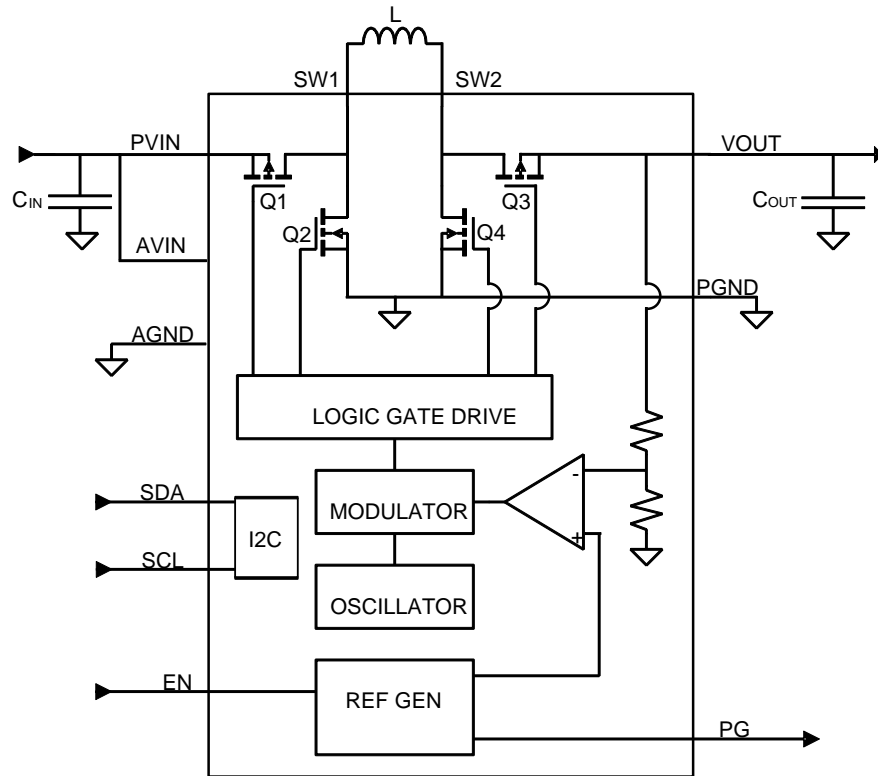 L
SW1
SW2
PVIN
VOUT
CIN
Q1
Q3
COUT
Q2
Q4
AVIN
PGND
AGND
LOGIC GATE DRIVE
-
SDA
MODULATOR
I2C
+
SCL
OSCILLATOR
EN
REF GEN
PG